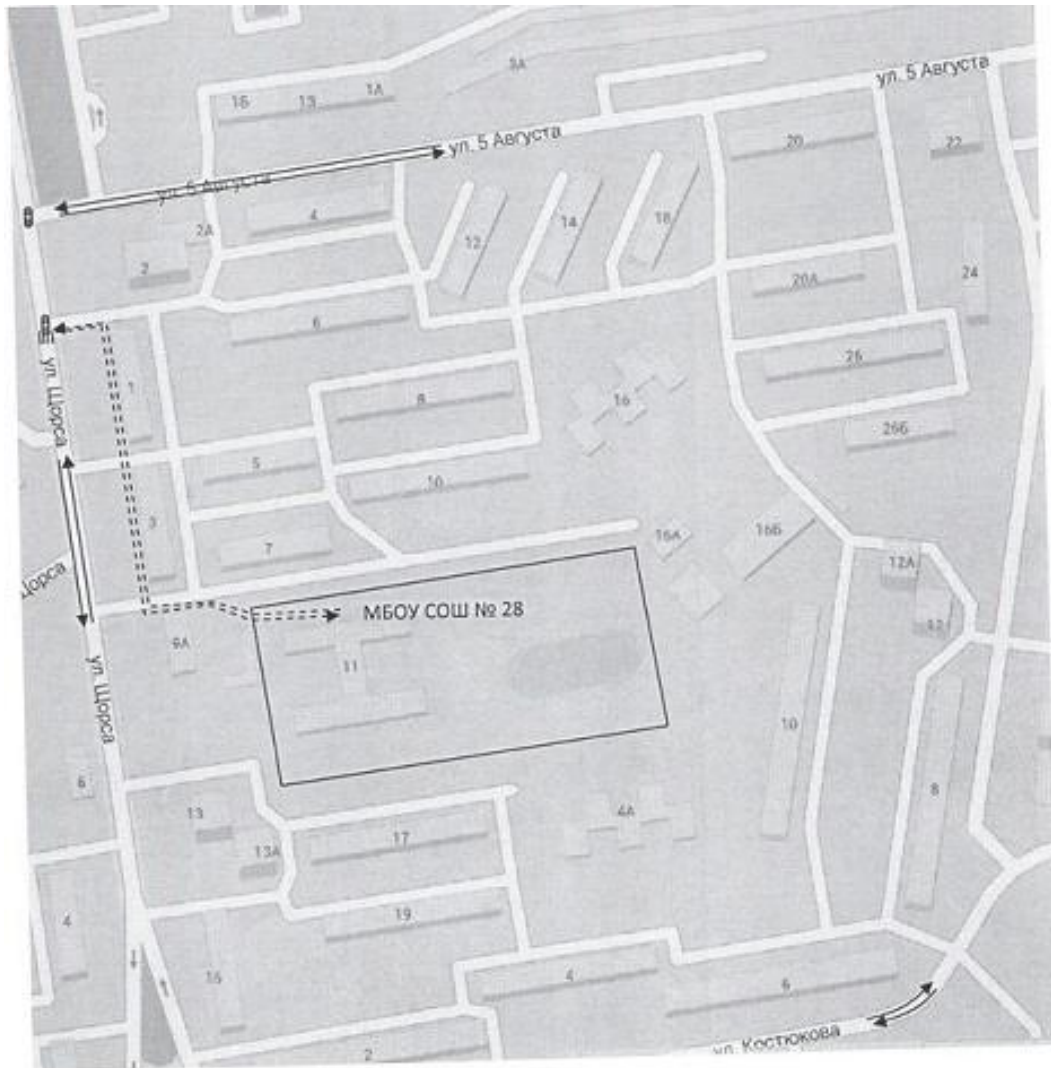 3А
1Б 13 1А
ул. 5 Августа
ул. 5 Августа
ул. 5 Августа
20
22
4
2А
2
12
14
18
24
20А
6
ул. Щорса
1
26
8
16
26Б
5
10
3
7
16А
16Б
12А
Щорса
МБОУ СОШ № 28
9А
11
12
ул. Щорса
10
6
8
13
4А
17
13А
19
4
15
4
6
2
ул. Костюкова